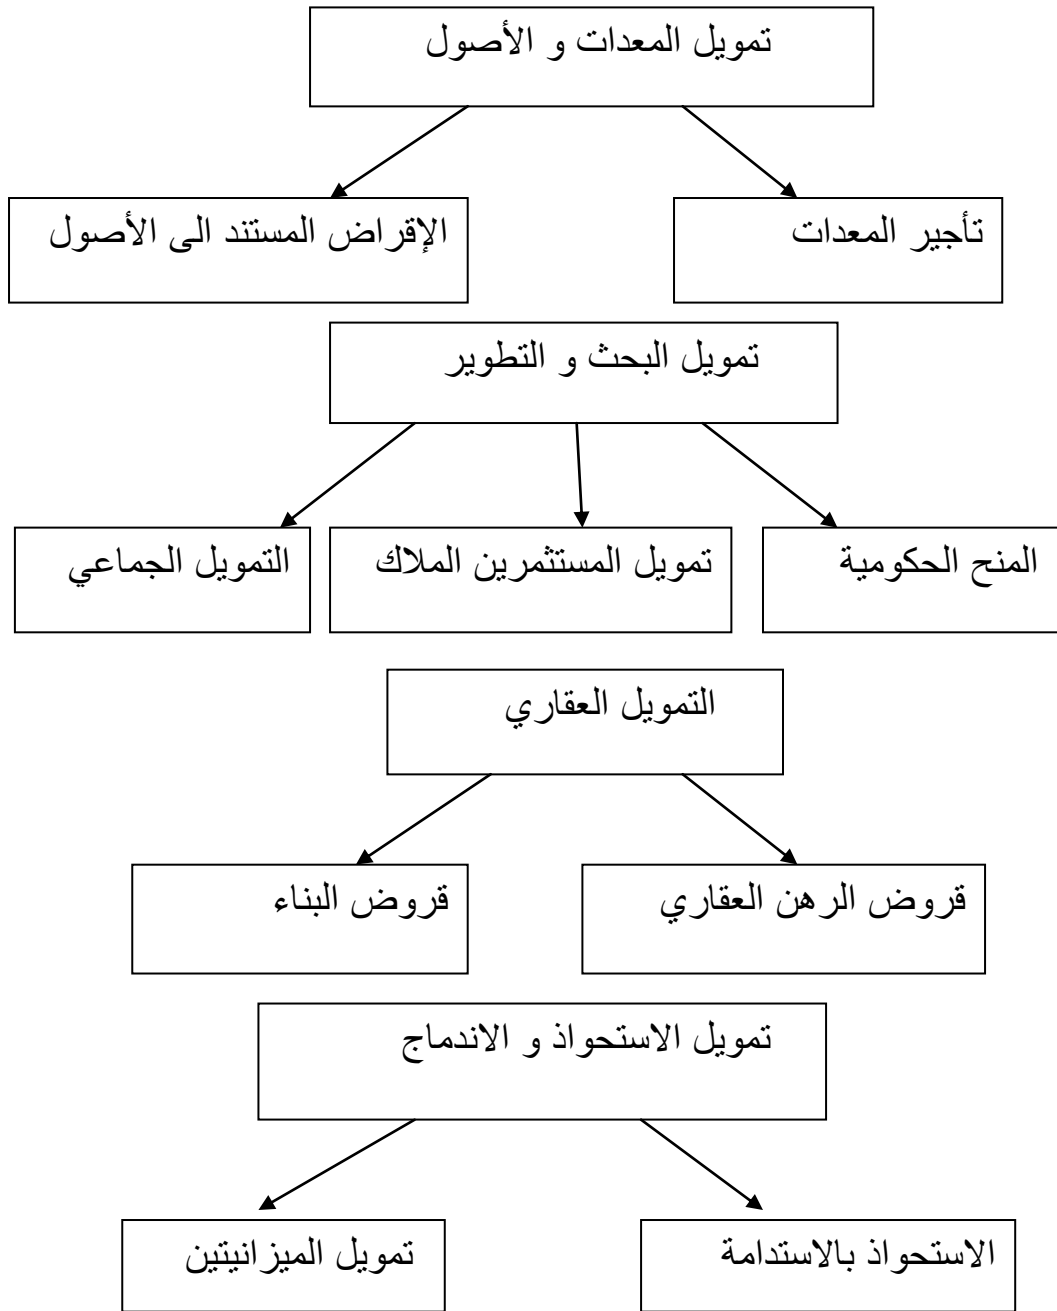 تمويل المعدات و الأصول
تأجير المعدات
الإقراض المستند الى الأصول
تمويل البحث و التطوير
المنح الحكومية
تمويل المستثمرين الملاك
التمويل الجماعي
التمويل العقاري
قروض الرهن العقاري
قروض البناء
تمويل الاستحواذ و الاندماج
الاستحواذ بالاستدامة
تمويل الميزانيتين